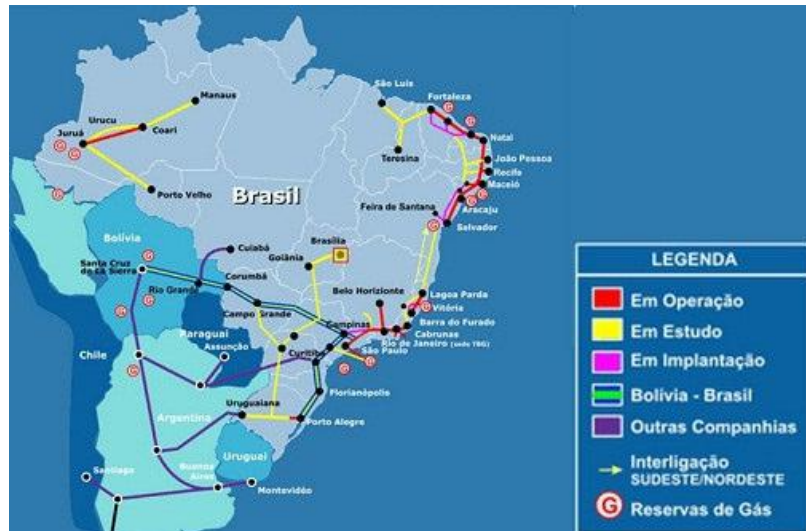 São Luis
Fortaleza
Manaus
Urucu
Juruá
Coari
Natal
Teresina
João Pessoa
Recife
Maceió
Porto Velho
Brasil
Feira de Santana
Aracaju
Salvador
Bolívia
Cuiabá
Brasília
Goiânia
Santa Cruz
de La Sierra
Rio Grande
Corumbá
Belo Horizionte
Lagoa Parda
Vitória
Campo Grande
Barra do Furado
Campinas
Cabrunas
Rio de Janeiro (sede TBG)
Paraguai
Assunção
São Paulo
Chile
Curitiba
Florianópolis
Argentina
Uruguaiana
Porto Alegre
Uruguai
Santiago
Buenos
Aires
Montevidéo
LEGENDA
Em Operação
Em Estudo
Em Implantação
Bolívia - Brasil
Outras Companhias
Interligação
SUDESTE/NORDESTE
G Reservas de Gás